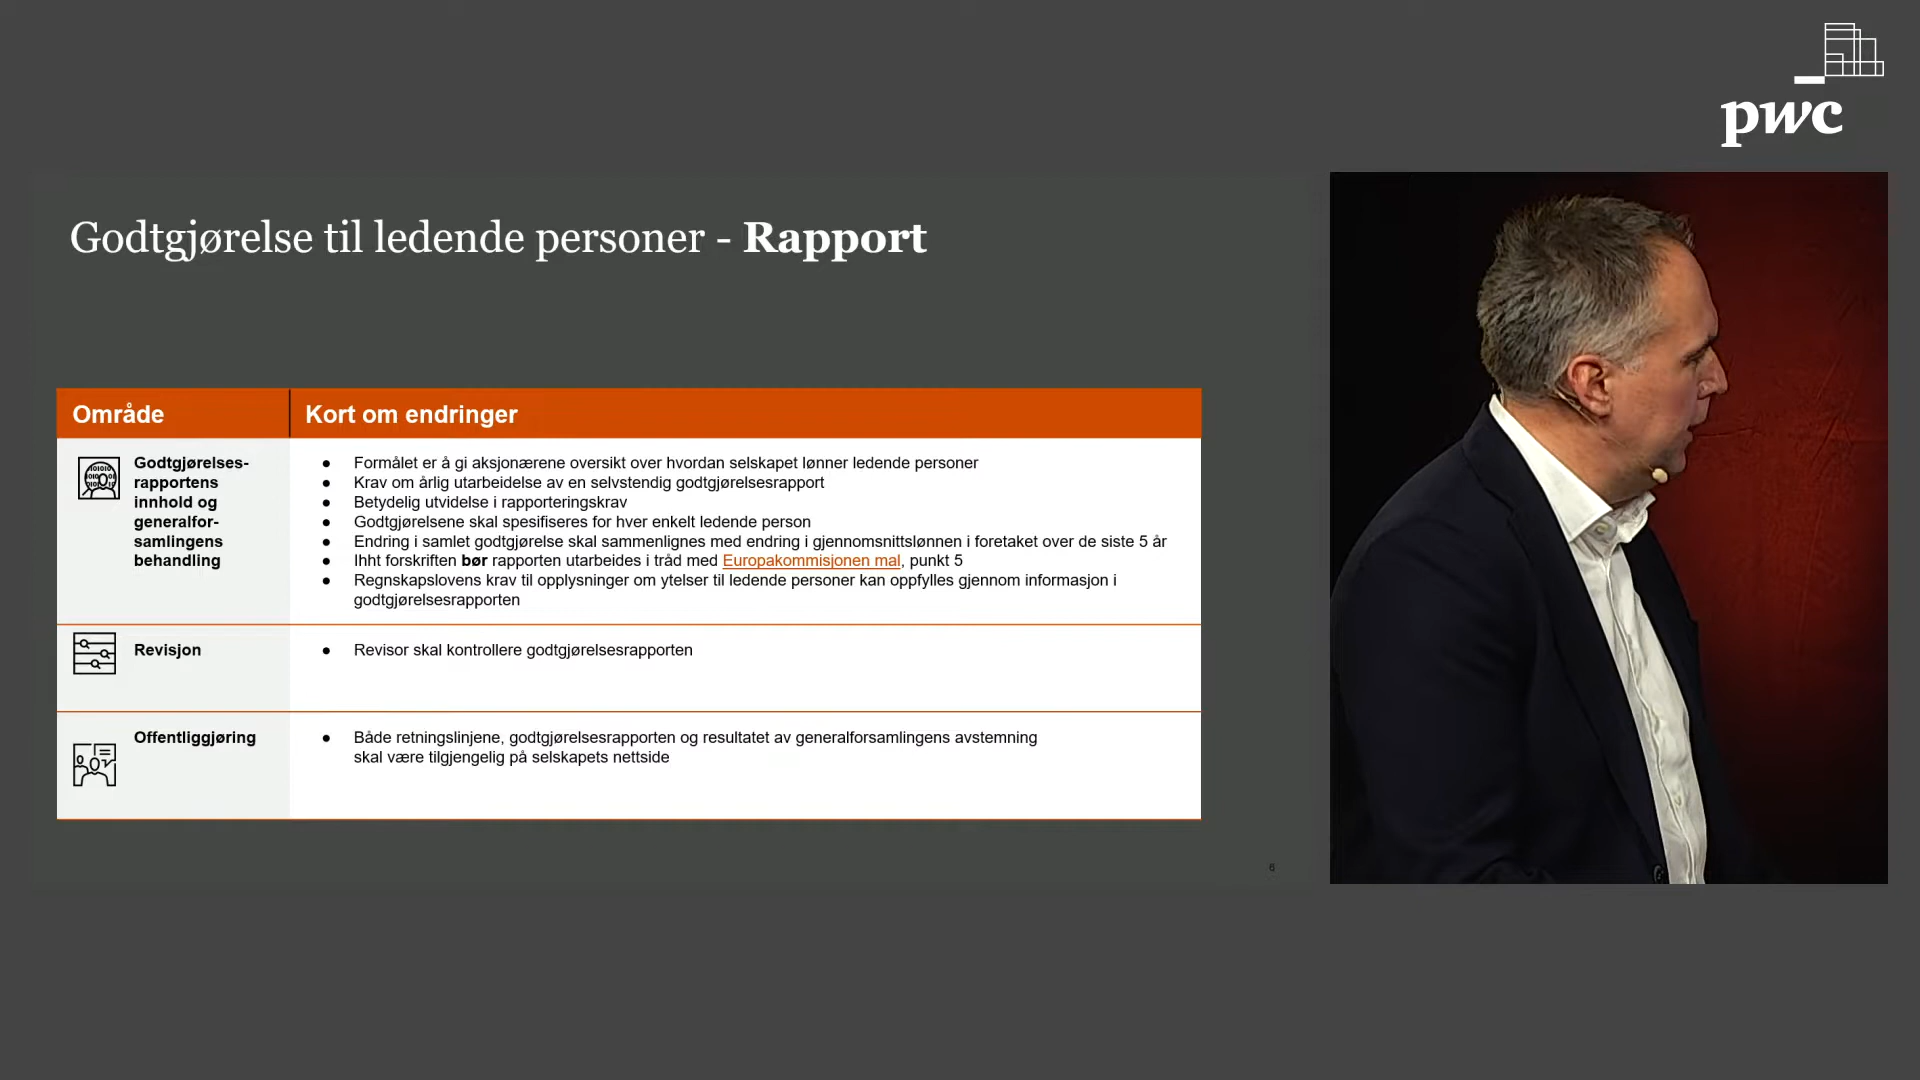 pwc
Godtgjørelse til ledende personer - Rapport
Område
Kort om endringer
Godtgjørelses-
rapportens
innhold og
generalfor-
samlingens
behandling
● Formålet er å gi aksjonærene oversikt over hvordan selskapet lønner ledende personer
● Krav om årlig utarbeidelse av en selvstendig godtgjørelsesrapport
● Betydelig utvidelse i rapporteringskrav
● Godtgjørelsene skal spesifiseres for hver enkelt ledende person
● Endring i samlet godtgjørelse skal sammenlignes med endring i gjennomsnittslønnen i foretaket over de siste 5 år
● Ihht forskriften bør rapporten utarbeides i tråd med Europakommisjonen mal, punkt 5
● Regnskapslovens krav til opplysninger om ytelser til ledende personer kan oppfylles gjennom informasjon i
godtgjørelsesrapporten
Revisjon
● Revisor skal kontrollere godtgjørelsesrapporten
Offentliggjøring
● Både retningslinjene, godtgjørelsesrapporten og resultatet av generalforsamlingens avstemning
skal være tilgjengelig på selskapets nettside
6